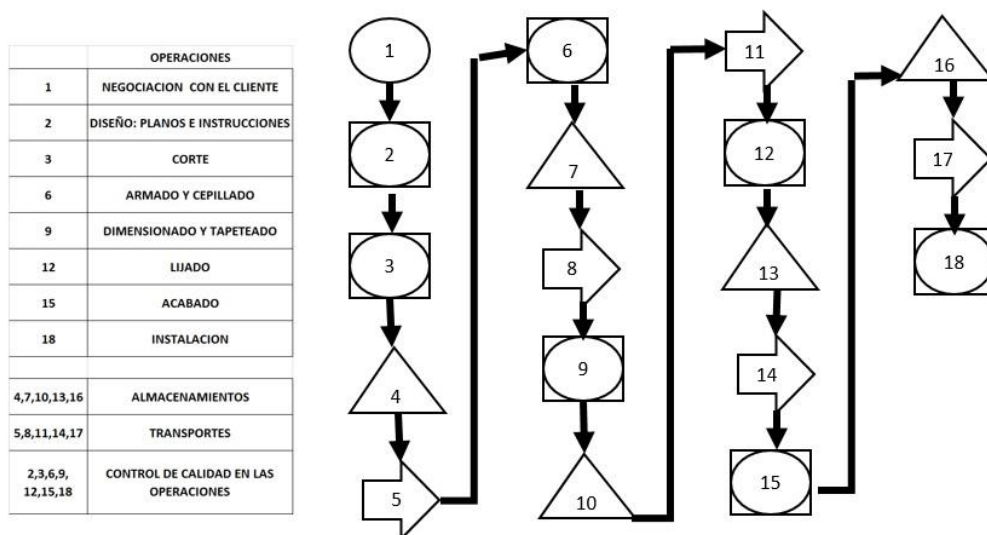 OPERACIONES
1 NEGOCIACION CON EL CLIENTE
2 DISEÑO: PLANOS E INSTRUCCIONES
3 CORTE
6 ARMADO Y CEPILLADO
9 DIMENSIONADO Y TAPETEADO
12 LIJADO
15 ACABADO
18 INSTALACION
4,7,10,13,16 ALMACENAMIENTOS
5,8,11,14,17 TRANSPORTES
2,3,6,9,
12,15,18
CONTROL DE CALIDAD EN LAS
OPERACIONES
1
2
3
4
5
6
7
8
9
10
11
12
13
14
15
16
17
18